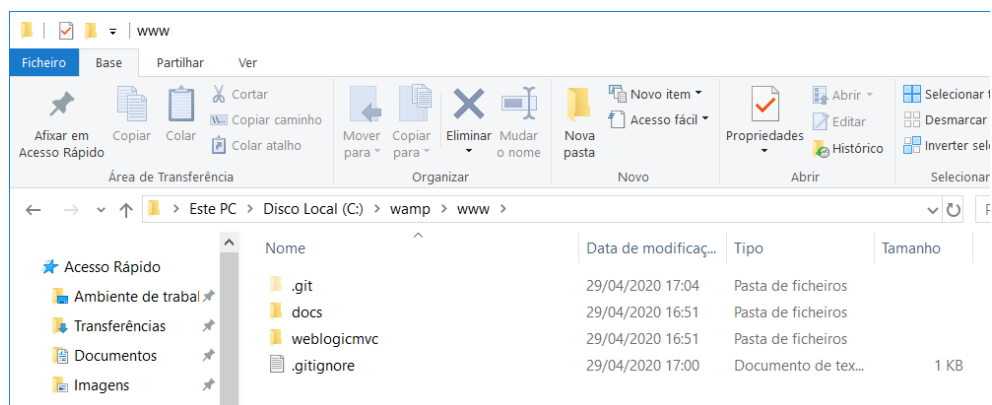 www
Ficheiro Base Partilhar Ver
Afixar em Acesso Rápido
Copiar
Colar
Cortar
Copiar caminho
Colar atalho
Área de Transferência
Mover para
Copiar para
Eliminar
Mudar o nome
Organizar
Nova pasta
Novo item
Acesso fácil
Novo
Propriedades
Abrir
Editar
Histórico
Abrir
Selecionar t
Desmarcar
Inverter sel
Selecionar
Este PC > Disco Local (C:) > wamp > www >
Nome Data de modificaç... Tipo Tamanho
Acesso Rápido
Ambiente de trabal
Transferências
Documentos
Imagens
.git 29/04/2020 17:04 Pasta de ficheiros
docs 29/04/2020 16:51 Pasta de ficheiros
weblogicmvc 29/04/2020 16:51 Pasta de ficheiros
.gitignore 29/04/2020 17:00 Documento de tex... 1 KB